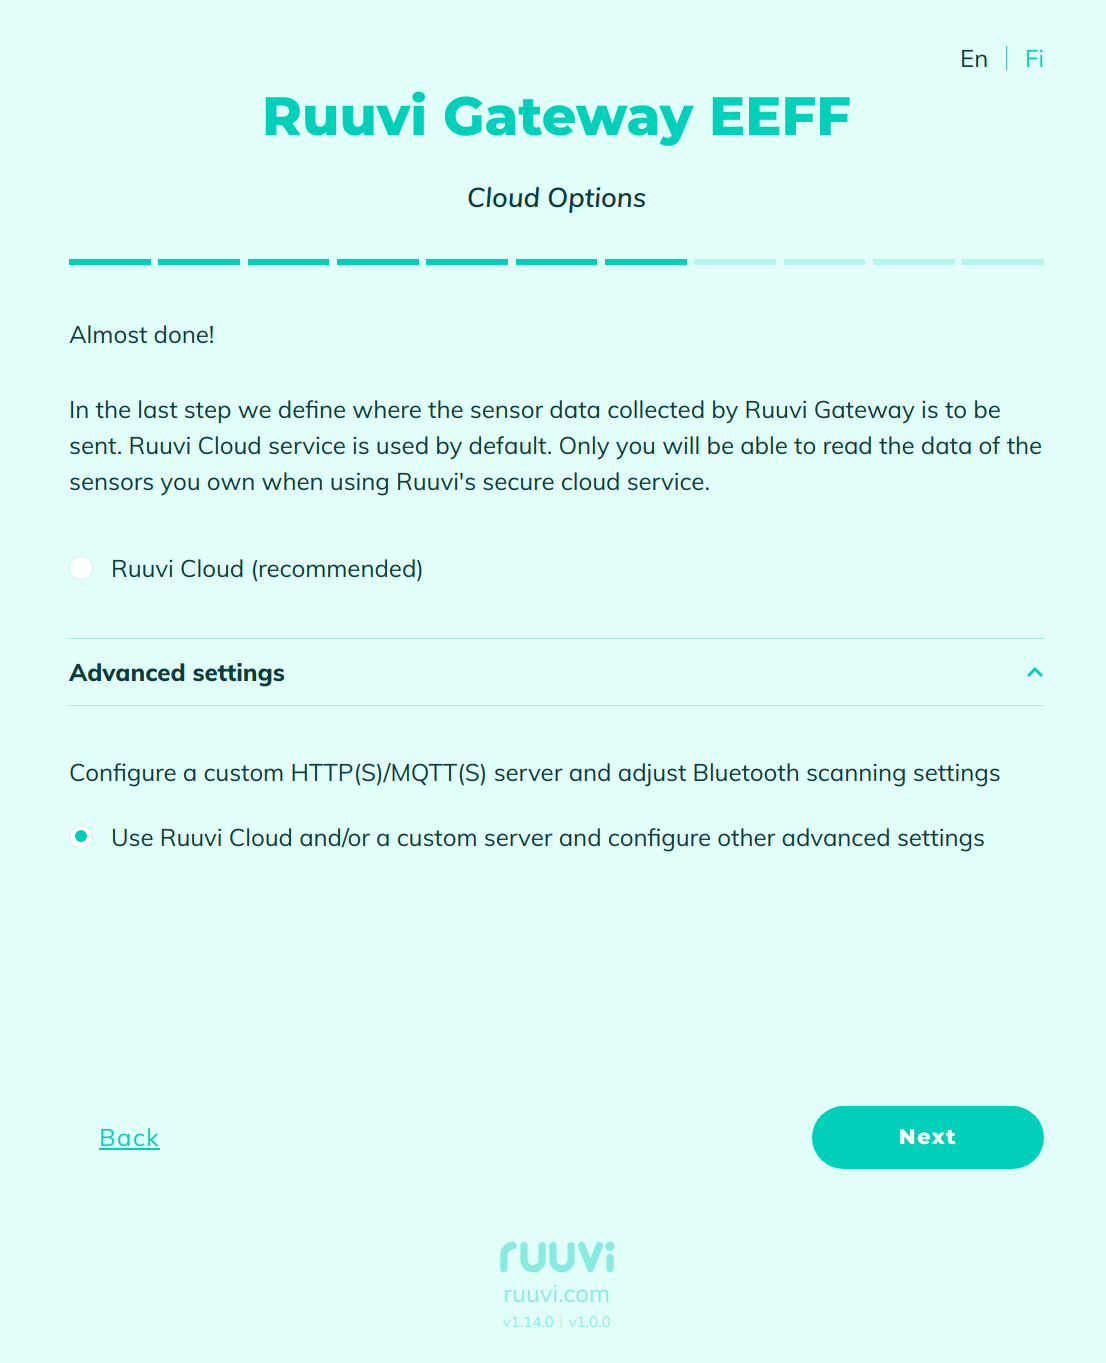 En | Fi
Ruuvi Gateway EEFF
Cloud Options
Almost done!
In the last step we define where the sensor data collected by Ruuvi Gateway is to be
sent. Ruuvi Cloud service is used by default. Only you will be able to read the data of the
sensors you own when using Ruuvi's secure cloud service.
Ruuvi Cloud (recommended)
Advanced settings
Configure a custom HTTP(S)/MQTT(S) server and adjust Bluetooth scanning settings
Use Ruuvi Cloud and/or a custom server and configure other advanced settings
Back
Next
ruuvi
ruuvi.com
v1.14.0 | v1.0.0